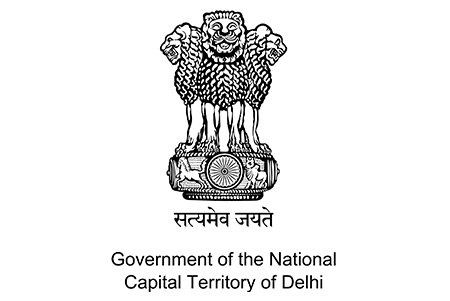 सत्यमेव जयते
Government of the National
Capital Territory of Delhi